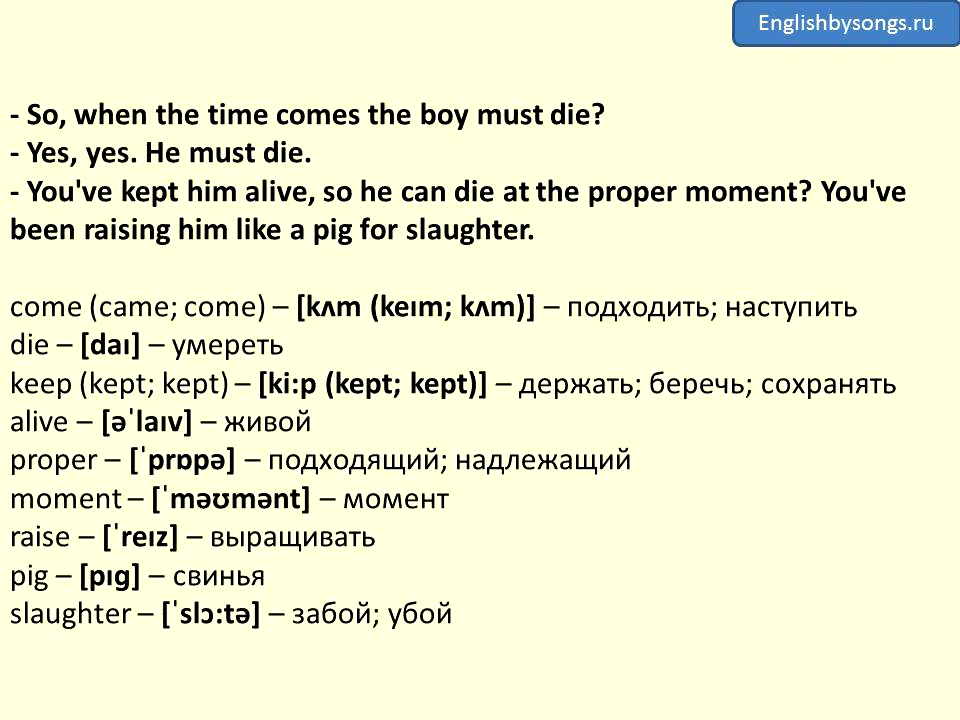 Englishbysongs.ru
- So, when the time comes the boy must die?
- Yes, yes. He must die.
- You've kept him alive, so he can die at the proper moment? You've
been raising him like a pig for slaughter.
come (came; come) – [kʌm (keɪm; kʌm)] – подходить; наступить
die – [daɪ] – умереть
keep (kept; kept) – [ki:p (kept; kept)] – держать; беречь; сохранять
alive – [əˈlaɪv] – живой
proper – [ˈprɒpə] – подходящий; надлежащий
moment – [ˈməʊmənt] – момент
raise – [ˈreɪz] – выращивать
pig – [pɪg] – свинья
slaughter – [ˈslɔ:tə] – забой; убой